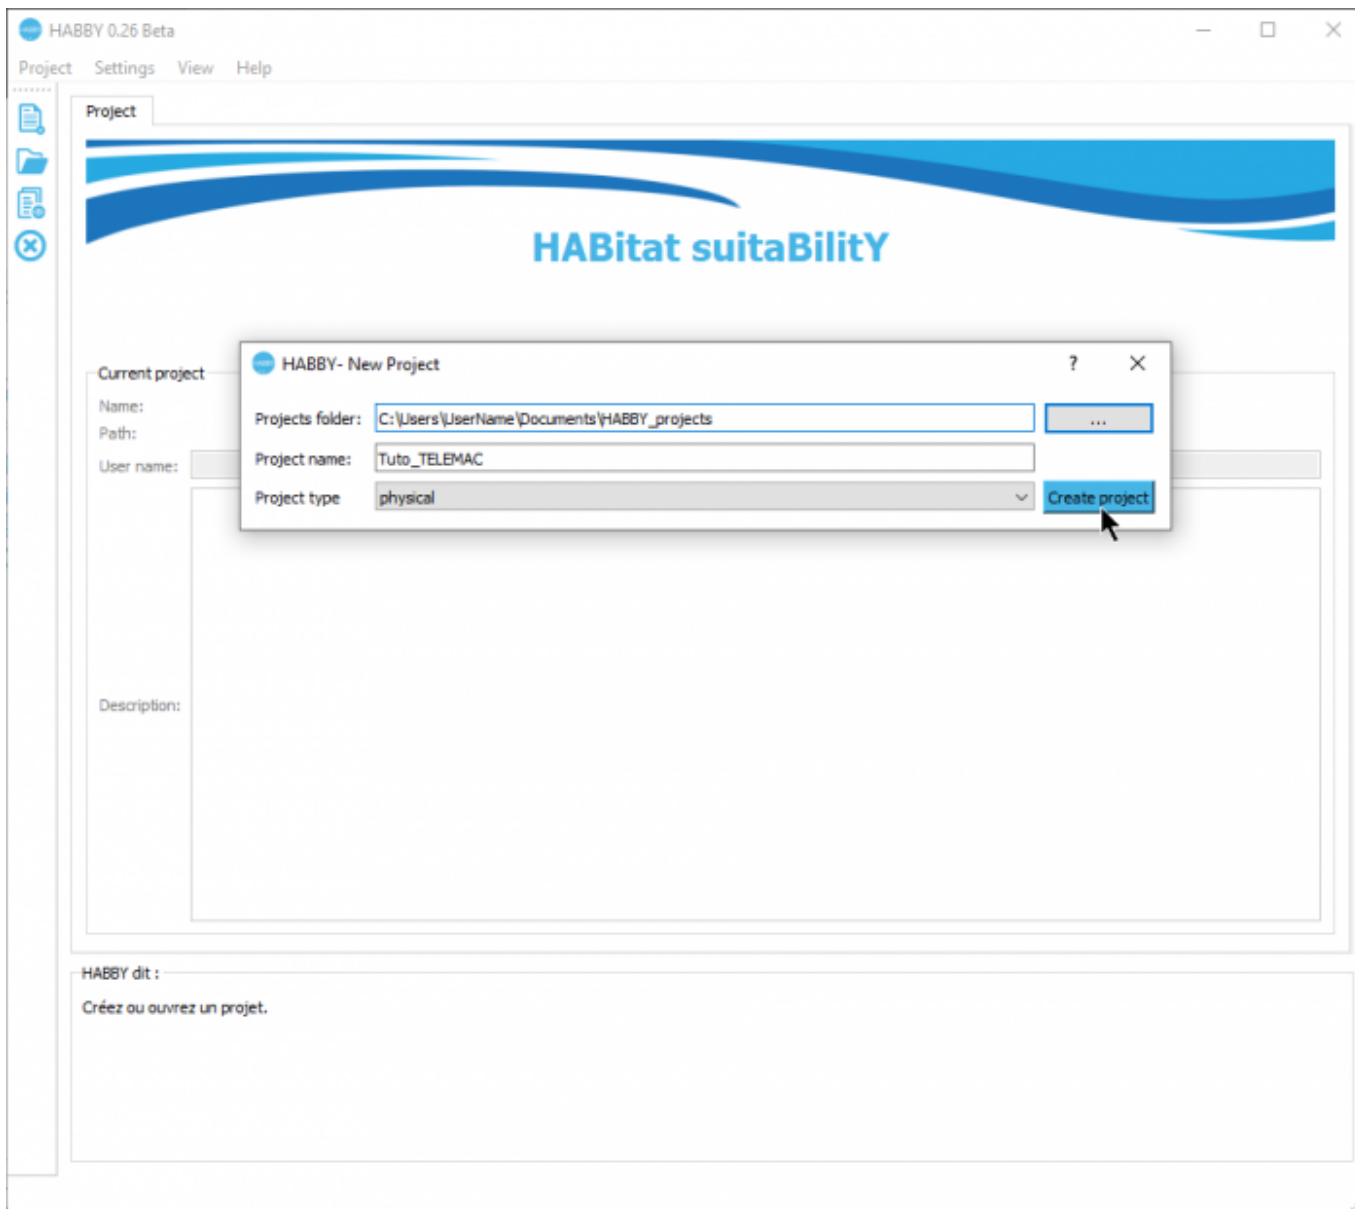 HABBY 0.26 Beta
Project Settings View Help
Project
HABitat suitaBilitY
HABBY- New Project ?
Current project
Name:
Path:
User name:
Projects folder: C:\Users\UserName\Documents\HABBY_projects ...
Project name: Tuto_TELEMAC
Project type physical Create project
Description:
HABBY dit :
Créez ou ouvrez un projet.